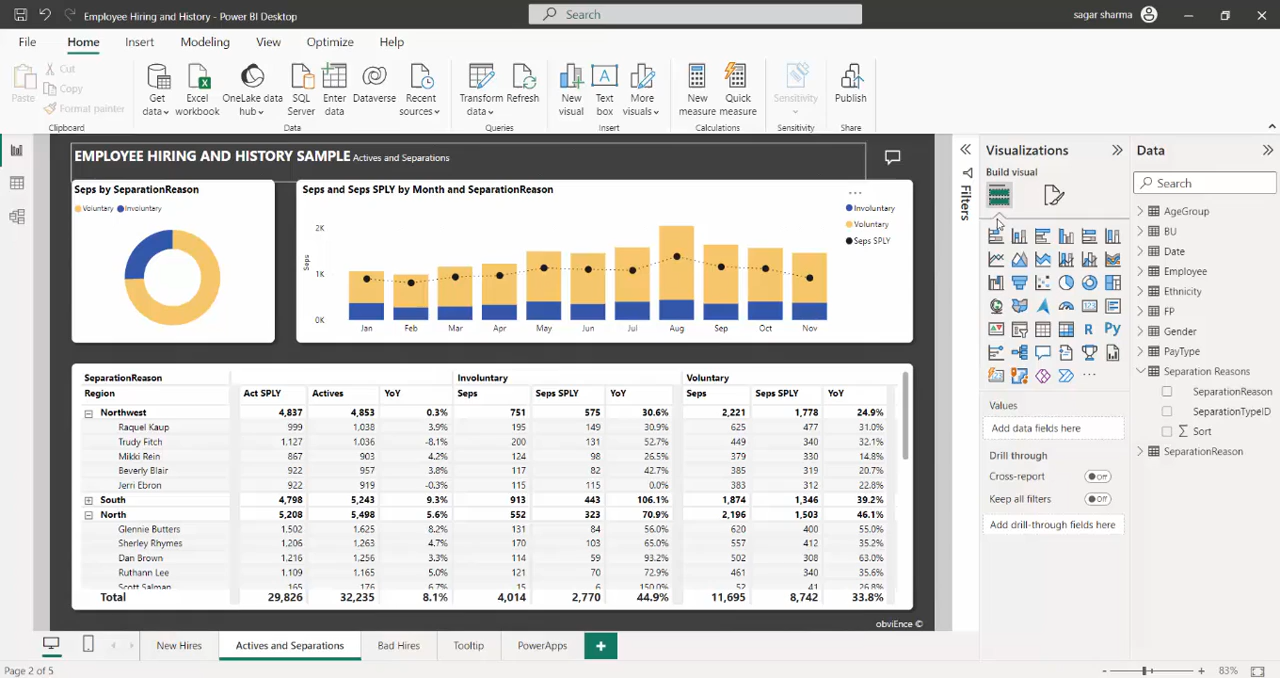 Employee Hiring and History - Power BI Desktop
Search
sagar sharma
File Home Insert Modeling View Optimize Help
Paste
Cut
Copy
Format painter
Get data
Excel workbook
OneLake data hub
SQL Server
Enter data
Dataverse
Recent sources
Transform data
Refresh
New visual
Text box
More visuals
New measure
Quick measure
Sensitivity
Publish
Clipboard Data Queries Insert Calculations Sensitivity Share
EMPLOYEE HIRING AND HISTORY SAMPLE Actives and Separations
Seps by SeparationReason
Voluntary Involuntary
Seps and Seps SPLY by Month and SeparationReason
Involuntary
Voluntary
Seps SPLY
Seps
2K
1K
0K
Jan Feb Mar Apr May Jun Jul Aug Sep Oct Nov
SeparationReason Involuntary Voluntary
Region Act SPLY Actives YoY Seps Seps SPLY YoY Seps Seps SPLY YoY
Northwest 4,837 4,853 0.3% 751 575 30.6% 2,221 1,778 24.9%
Raquel Kaup 999 1.038 3.9% 195 149 30.9% 625 477 31.0%
Trudy Fitch 1.127 1.036 -8.1% 200 131 52.7% 449 340 32.1%
Mikki Rein 867 903 4.2% 124 98 26.5% 379 330 14.8%
Beverly Blair 922 957 3.8% 117 82 42.7% 385 319 20.7%
Jerri Ebron 922 919 -0.3% 115 115 0.0% 383 312 22.8%
South 4,798 5,243 9.3% 913 443 106.1% 1,874 1,346 39.2%
North 5,208 5,498 5.6% 552 323 70.9% 2,196 1,503 46.1%
Glennie Butters 1.502 1.625 8.2% 131 84 56.0% 620 400 55.0%
Sherley Rhymes 1.206 1.263 4.7% 170 103 65.0% 557 412 35.2%
Dan Brown 1.216 1.256 3.3% 114 59 93.2% 502 308 63.0%
Ruthann Lee 1.109 1.165 5.0% 121 70 72.9% 461 340 35.6%
Scott Salman 165 176 6.7% 15 6 150.0% 52 41 26.8%
Total 29,826 32,235 8.1% 4,014 2,770 44.9% 11,695 8,742 33.8%
obviEnce ©
Filters
Visualizations
Build visual
R Py
123
Values
Add data fields here
Drill through
Cross-report Off
Keep all filters Off
Add drill-through fields here
Data
Search
AgeGroup
BU
Date
Employee
Ethnicity
FP
Gender
PayType
Separation Reasons
SeparationReason
SeparationTypeID
Σ Sort
SeparationReason
New Hires Actives and Separations Bad Hires Tooltip PowerApps
Page 2 of 5
83%